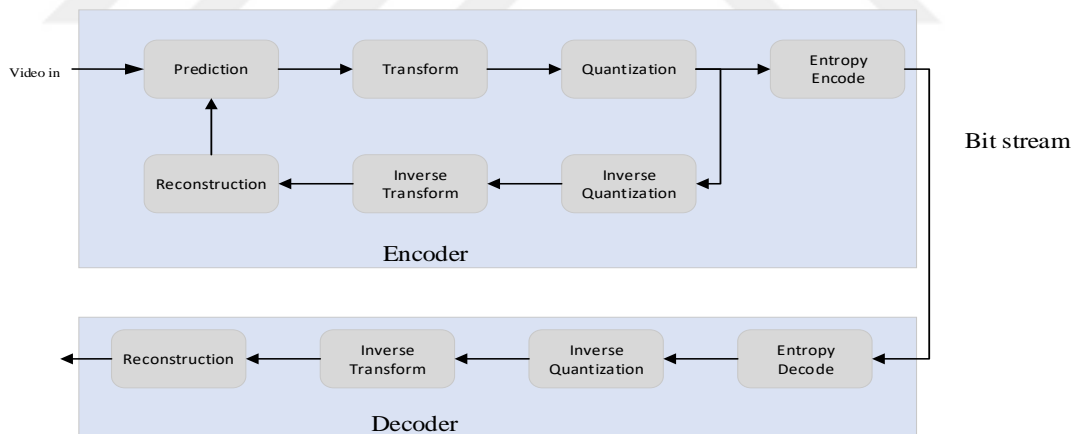 Video in
Prediction
Transform
Quantization
Entropy
Encode
Bit stream
Reconstruction
Inverse
Transform
Inverse
Quantization
Encoder
Reconstruction
Inverse
Transform
Inverse
Quantization
Entropy
Decode
Decoder